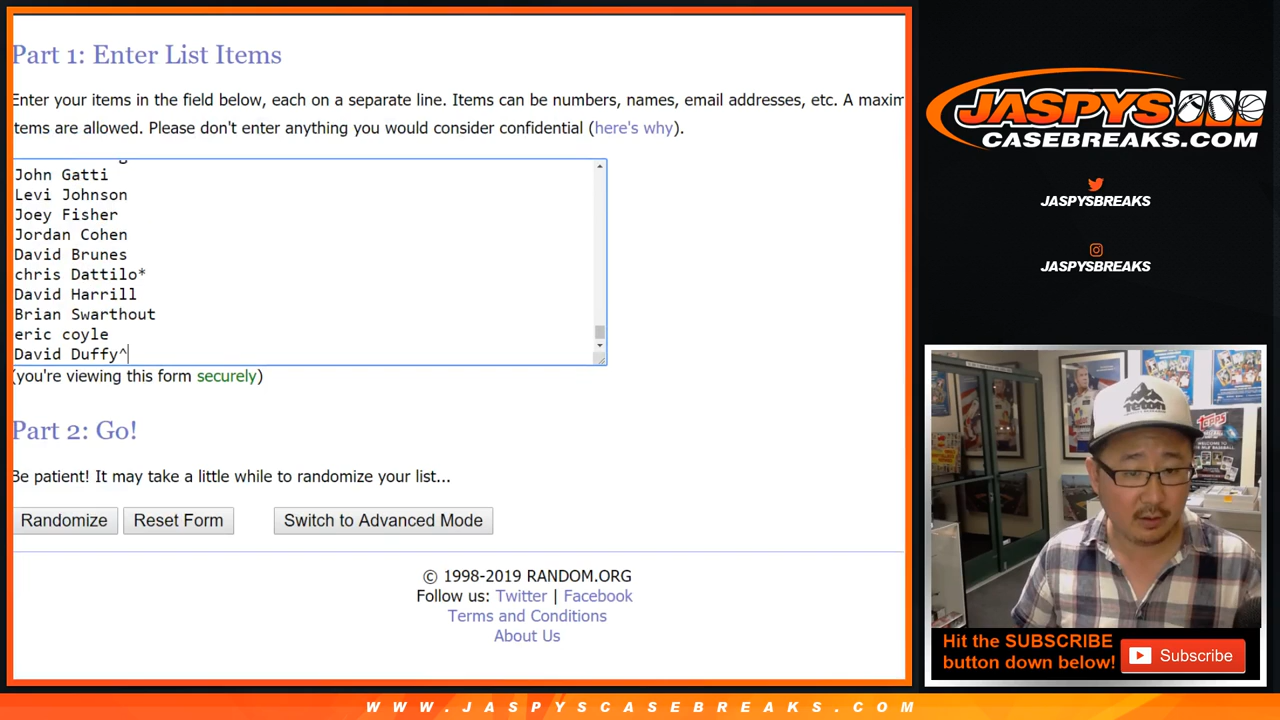 Part 1: Enter List Items
Enter your items in the field below, each on a separate line. Items can be numbers, names, email addresses, etc. A maxim
tems are allowed. Please don't enter anything you would consider confidential (here's why).
John Gatti
Levi Johnson
Joey Fisher
Jordan Cohen
David Brunes
chris Dattilo*
David Harrill
Brian Swarthout
eric coyle
David Duffy^
(you're viewing this form securely)
Part 2: Go!
Be patient! It may take a little while to randomize your list...
Randomize
Reset Form
Switch to Advanced Mode
© 1998-2019 RANDOM.ORG
Follow us: Twitter | Facebook
Terms and Conditions
About Us
JASPYS
CASEBREAKS.COM
JASPYSBREAKS
JASPYSBREAKS
Teton
TOPPS
Hit the SUBSCRIBE
button down below!
Subscribe
WWW.JASPYSCASEBREAKS.COM